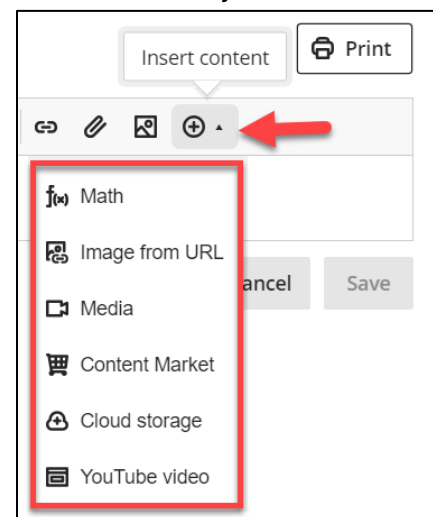 Insert content
Print
f(x) Math
Image from URL
ancel
Save
Media
Content Market
Cloud storage
YouTube video